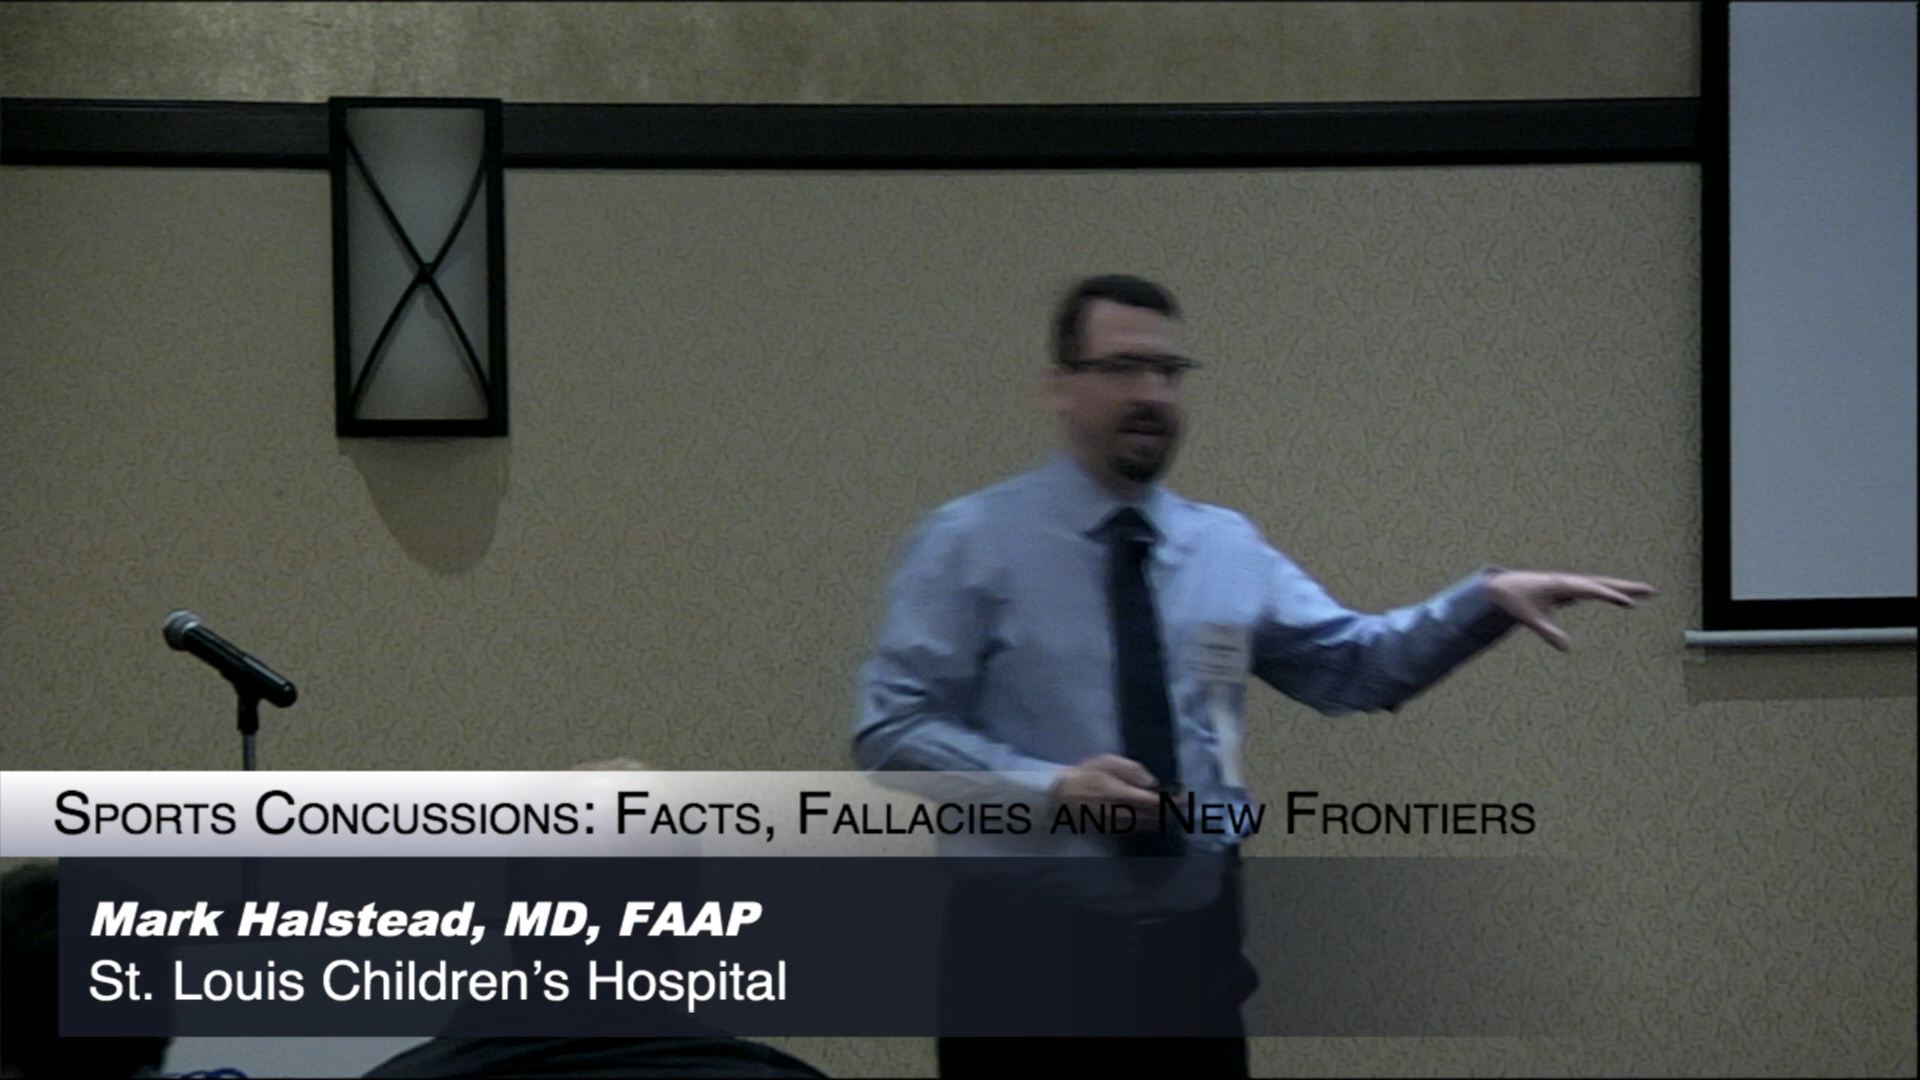 Sports Concussions: Facts, Fallacies and New Frontiers
Mark Halstead, MD, FAAP
St. Louis Children’s Hospital